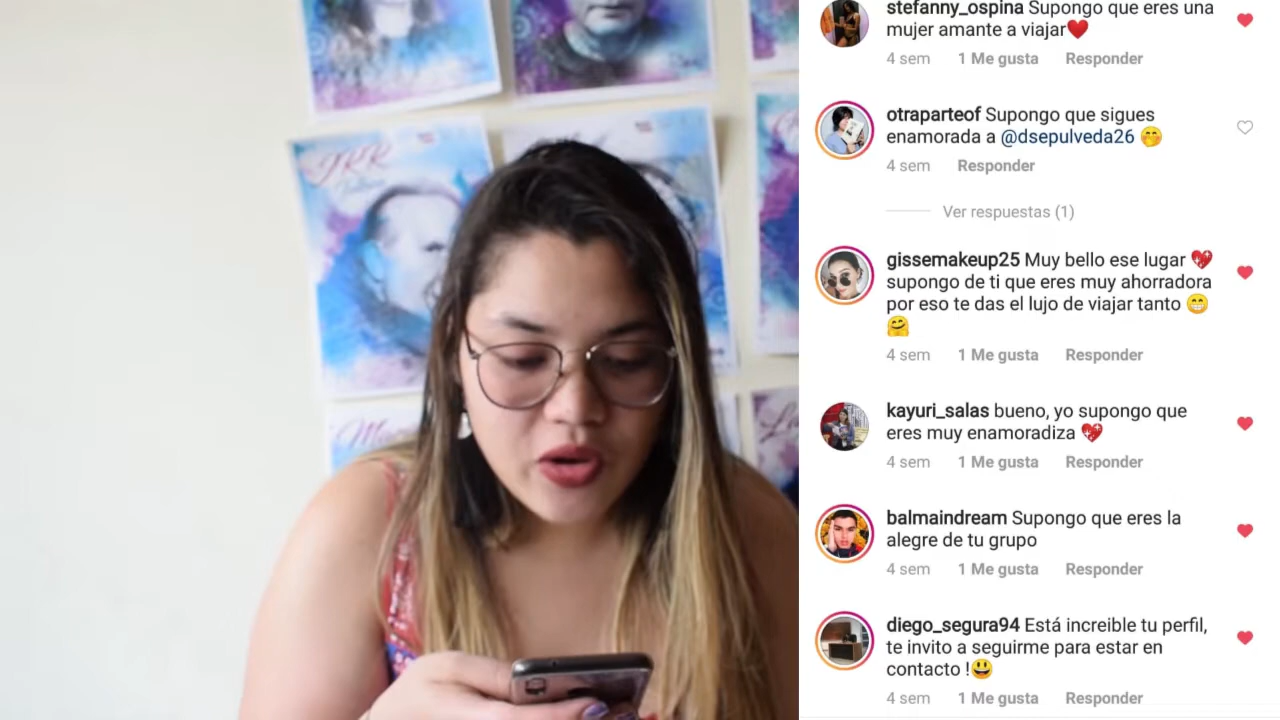 stefanny_ospina Supongo que eres una
mujer amante a viajar❤️
4 sem 1 Me gusta Responder
otraparteof Supongo que sigues
enamorada a @dsepulveda26 🤭
4 sem Responder
Ver respuestas (1)
gissemakeup25 Muy bello ese lugar 💖
supongo de ti que eres muy ahorradora
por eso te das el lujo de viajar tanto 😁
🤗
4 sem 1 Me gusta Responder
kayuri_salas bueno, yo supongo que
eres muy enamoradiza 💖
4 sem 1 Me gusta Responder
balmaindream Supongo que eres la
alegre de tu grupo
4 sem 1 Me gusta Responder
diego_segura94 Está increible tu perfil,
te invito a seguirme para estar en
contacto !😃
4 sem 1 Me gusta Responder